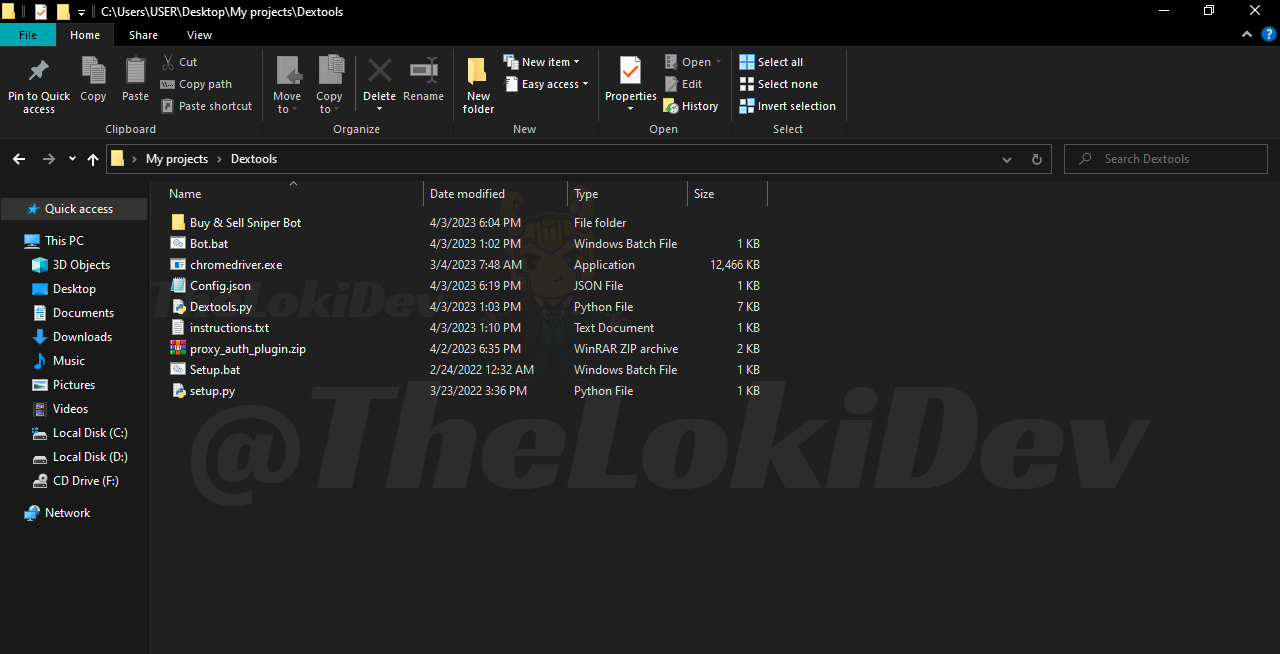 C:\Users\USER\Desktop\My projects\Dextools
File Home Share View
Pin to Quick access
Copy
Paste
Cut
Copy path
Paste shortcut
Clipboard
Move to
Copy to
Delete
Rename
Organize
New folder
New item
Easy access
New
Properties
Open
Edit
History
Open
Select all
Select none
Invert selection
Select
My projects > Dextools
Search Dextools
Quick access
This PC
3D Objects
Desktop
Documents
Downloads
Music
Pictures
Videos
Local Disk (C:)
Local Disk (D:)
CD Drive (F:)
Network
Name Date modified Type Size
Buy & Sell Sniper Bot 4/3/2023 6:04 PM File folder
Bot.bat 4/3/2023 1:02 PM Windows Batch File 1 KB
chromedriver.exe 3/4/2023 7:48 AM Application 12,466 KB
Config.json 4/3/2023 6:19 PM JSON File 1 KB
Dextools.py 4/3/2023 1:03 PM Python File 7 KB
instructions.txt 4/3/2023 1:10 PM Text Document 1 KB
proxy_auth_plugin.zip 4/2/2023 6:35 PM WinRAR ZIP archive 2 KB
Setup.bat 2/24/2022 12:32 AM Windows Batch File 1 KB
setup.py 3/23/2022 3:36 PM Python File 1 KB
TheLokiDev
@TheLokiDev